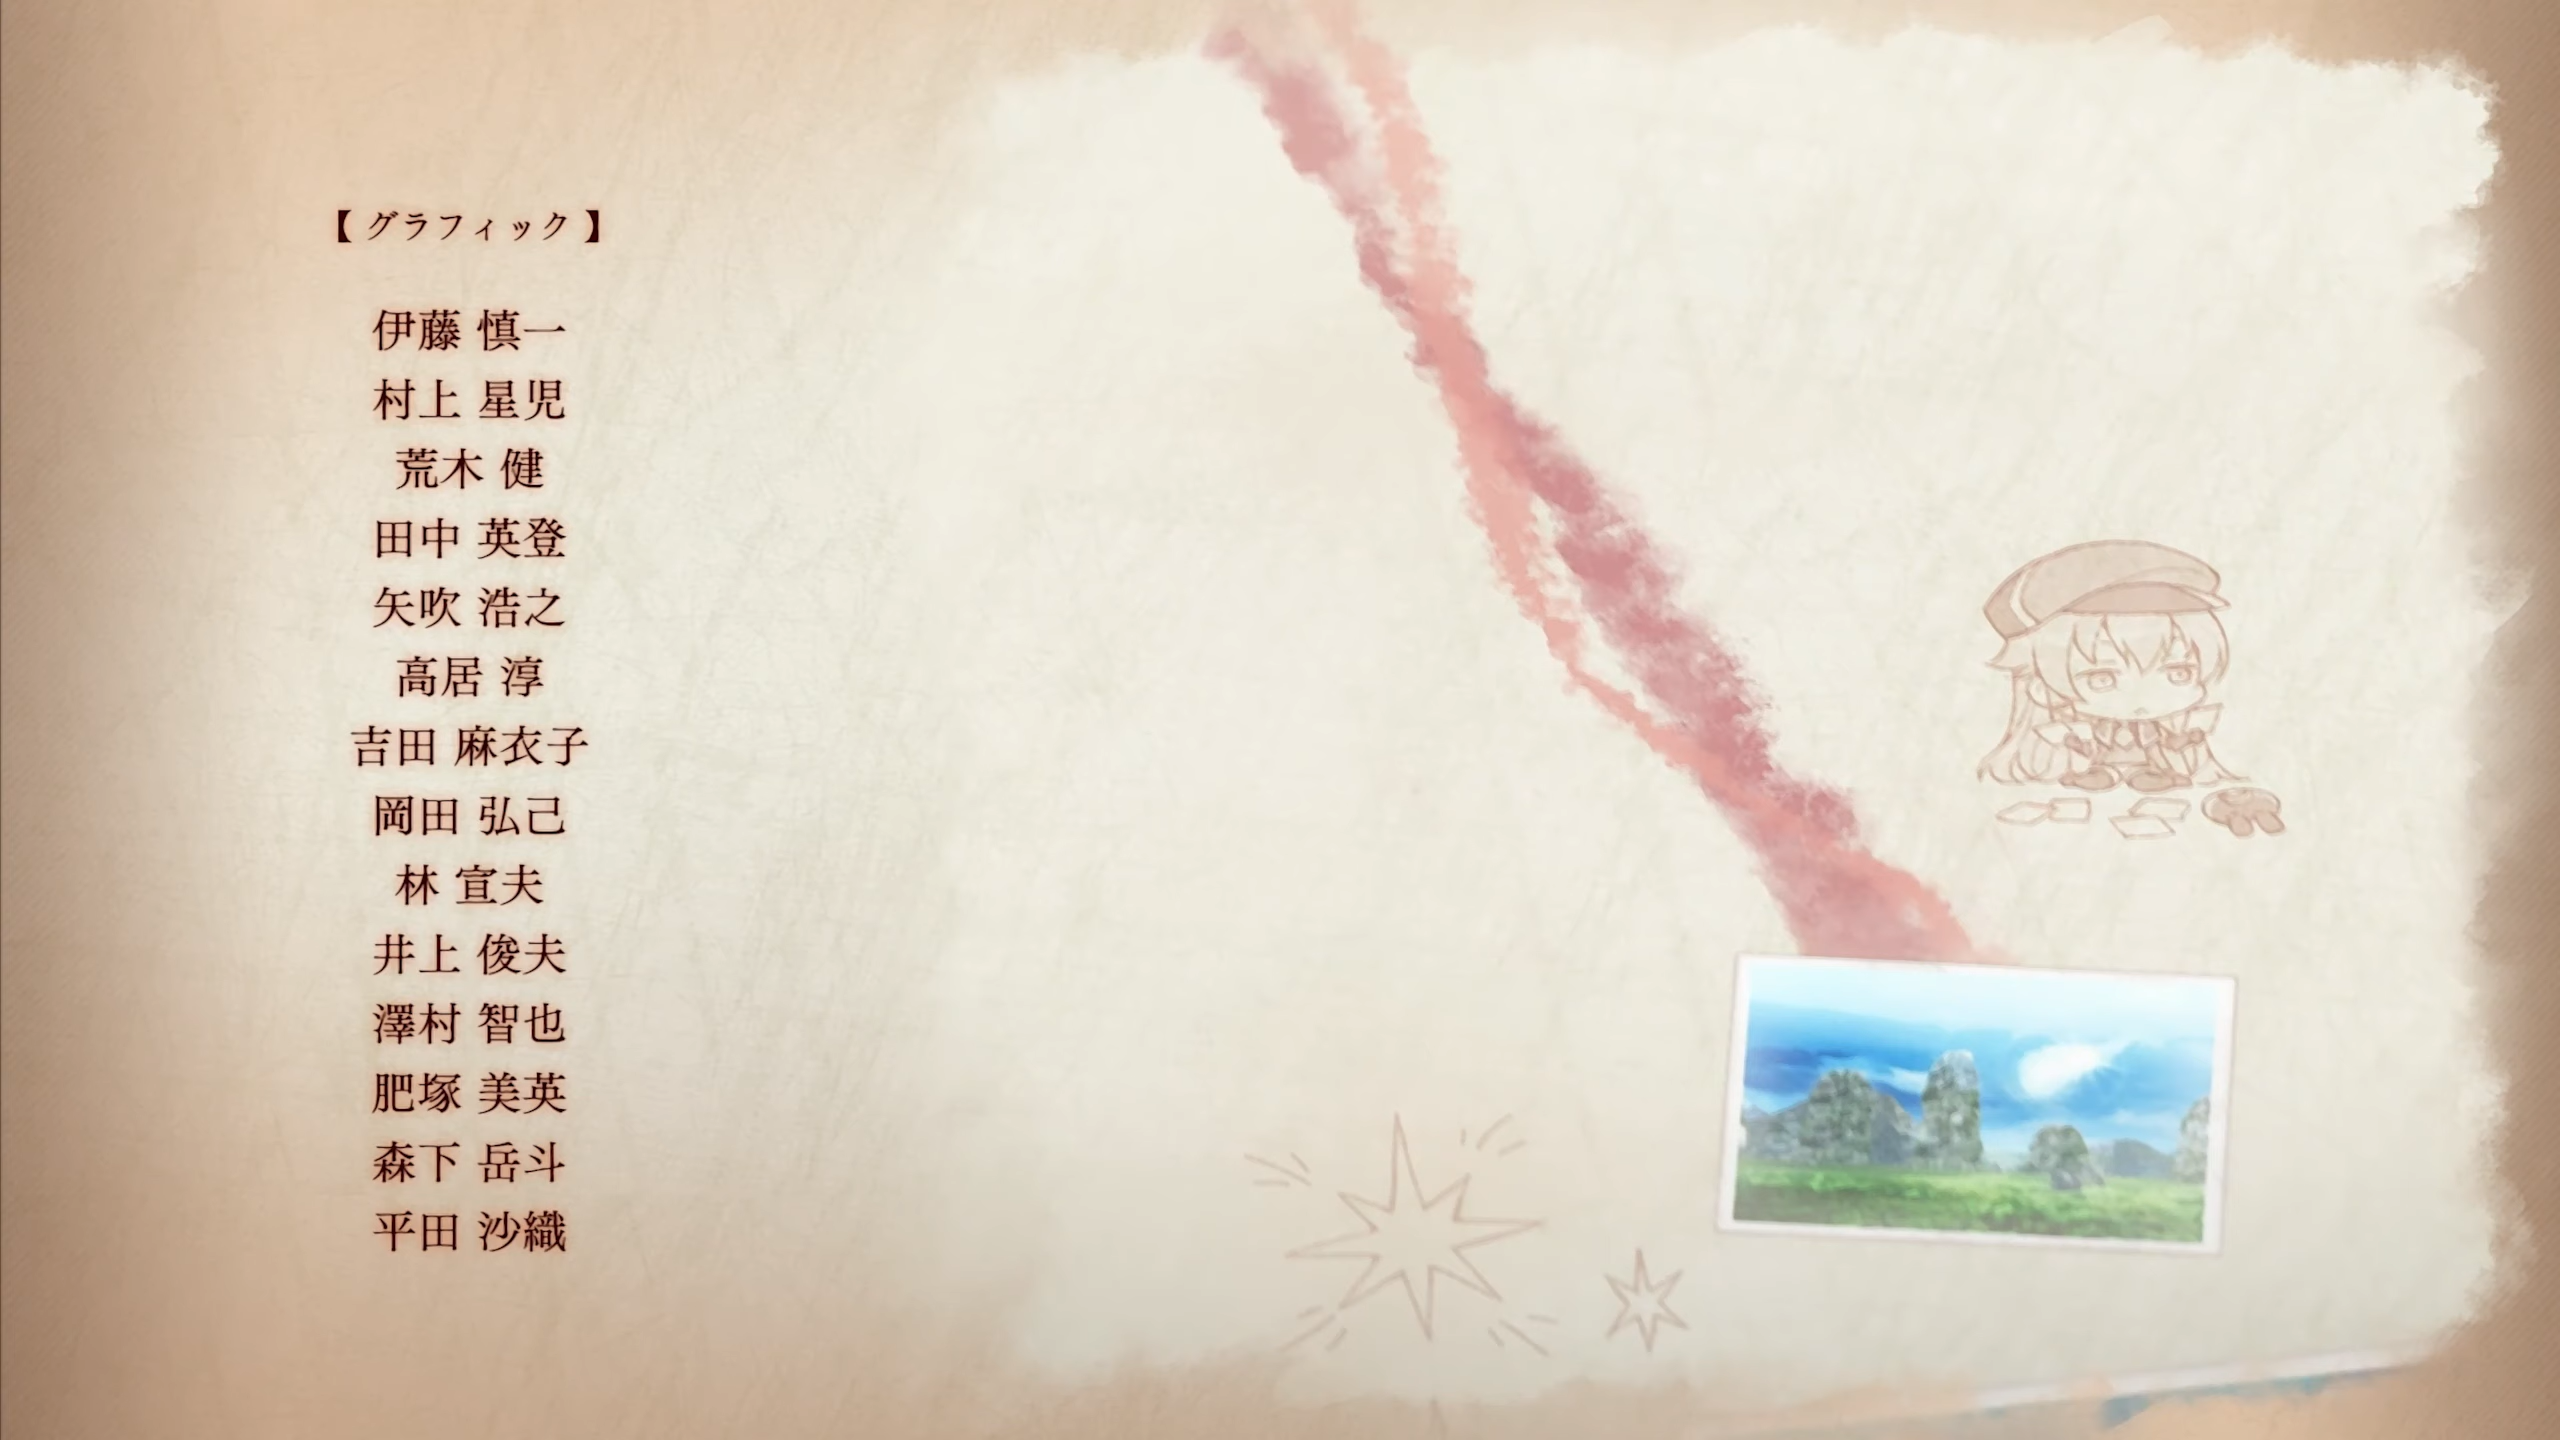 【 グラフィック 】
伊藤 慎一
村上 星児
荒木 健
田中 英登
矢吹 浩之
高居 淳
吉田 麻衣子
岡田 弘己
林 宣夫
井上 俊夫
澤村 智也
肥塚 美英
森下 岳斗
平田 沙織